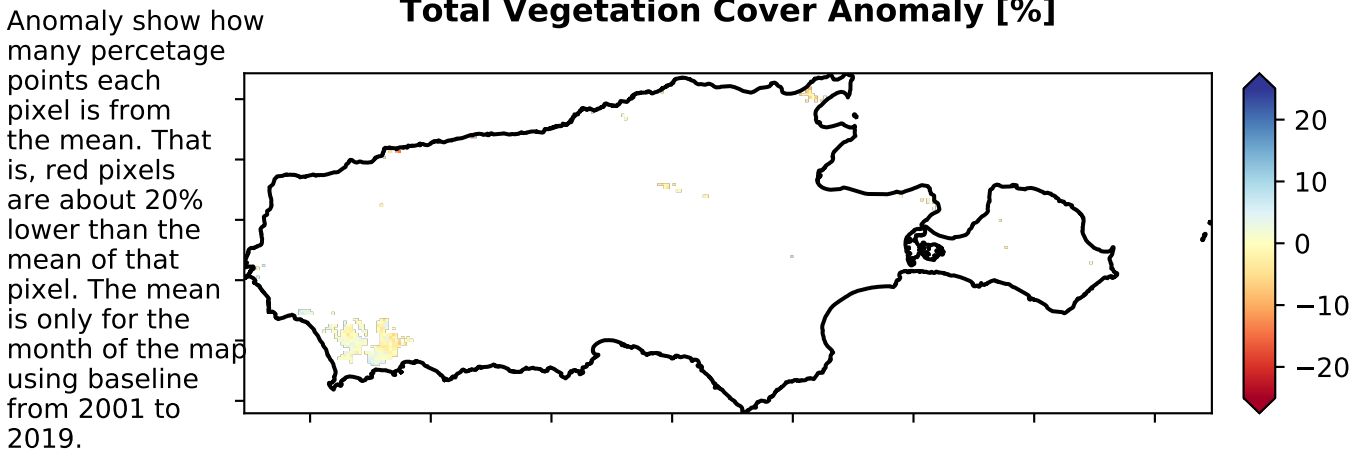 Total Vegetation Cover Anomaly [%]
Anomaly show how
many percetage
points each
pixel is from
the mean. That
is, red pixels
are about 20%
lower than the
mean of that
pixel. The mean
is only for the
month of the map
using baseline
from 2001 to
2019.
20
10
0
−10
−20